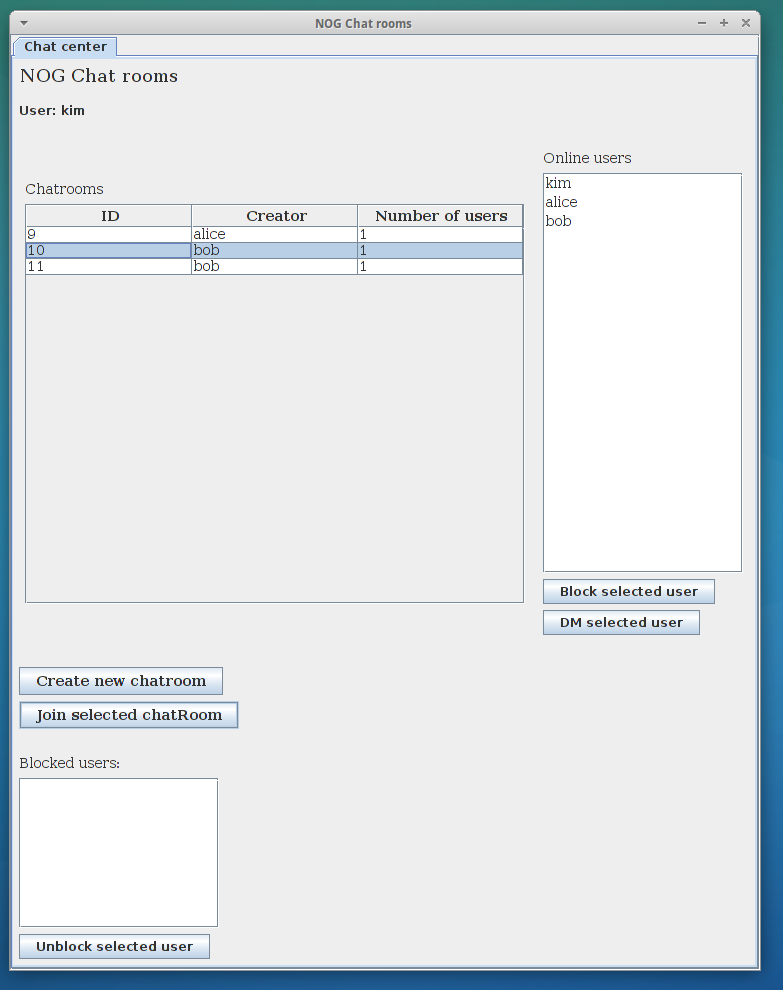 NOG Chat rooms
Chat center
NOG Chat rooms
User: kim
Online users
kim
alice
bob
Chatrooms
ID Creator Number of users
9 alice 1
10 bob 1
11 bob 1
Block selected user
DM selected user
Create new chatroom
Join selected chatRoom
Blocked users:
Unblock selected user